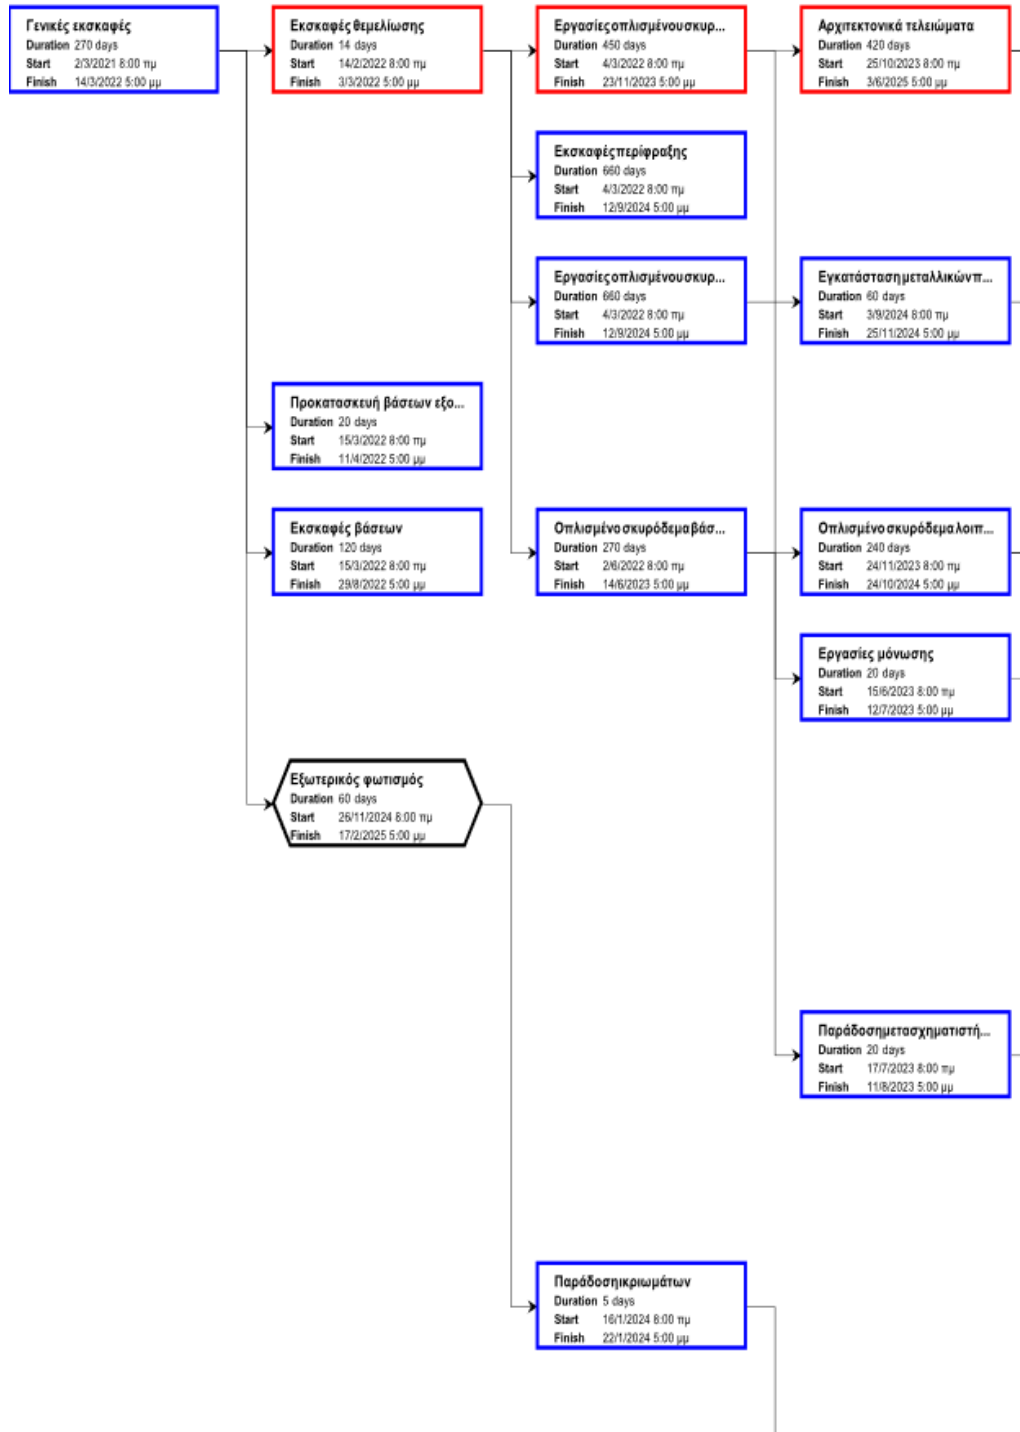 Γενικές εκσκαφές
Duration 270 days
Start 2/3/2021 8:00 πμ
Finish 14/3/2022 5:00 μμ
Εκσκαφές θεμελίωσης
Duration 14 days
Start 14/2/2022 8:00 πμ
Finish 3/3/2022 5:00 μμ
Εργασίες οπλισμένου σκυρ...
Duration 450 days
Start 4/3/2022 8:00 πμ
Finish 23/11/2023 5:00 μμ
Αρχιτεκτονικά τελειώματα
Duration 420 days
Start 25/10/2023 8:00 πμ
Finish 3/6/2025 5:00 μμ
Εκσκαφές περίφραξης
Duration 660 days
Start 4/3/2022 8:00 πμ
Finish 12/9/2024 5:00 μμ
Εργασίες οπλισμένου σκυρ...
Duration 660 days
Start 4/3/2022 8:00 πμ
Finish 12/9/2024 5:00 μμ
Εγκατάσταση μεταλλικών π...
Duration 60 days
Start 3/9/2024 8:00 πμ
Finish 25/11/2024 5:00 μμ
Προκατασκευή βάσεων εξο...
Duration 20 days
Start 15/3/2022 8:00 πμ
Finish 11/4/2022 5:00 μμ
Εκσκαφές βάσεων
Duration 120 days
Start 15/3/2022 8:00 πμ
Finish 29/8/2022 5:00 μμ
Οπλισμένο σκυρόδεμα βάσ...
Duration 270 days
Start 2/6/2022 8:00 πμ
Finish 14/6/2023 5:00 μμ
Οπλισμένο σκυρόδεμα λοιπ...
Duration 240 days
Start 24/11/2023 8:00 πμ
Finish 24/10/2024 5:00 μμ
Εργασίες μόνωσης
Duration 20 days
Start 15/6/2023 8:00 πμ
Finish 12/7/2023 5:00 μμ
Εξωτερικός φωτισμός
Duration 60 days
Start 26/11/2024 8:00 πμ
Finish 17/2/2025 5:00 μμ
Παράδοση μετασχηματιστή...
Duration 20 days
Start 17/7/2023 8:00 πμ
Finish 11/8/2023 5:00 μμ
Παράδοση ικριωμάτων
Duration 5 days
Start 16/1/2024 8:00 πμ
Finish 22/1/2024 5:00 μμ